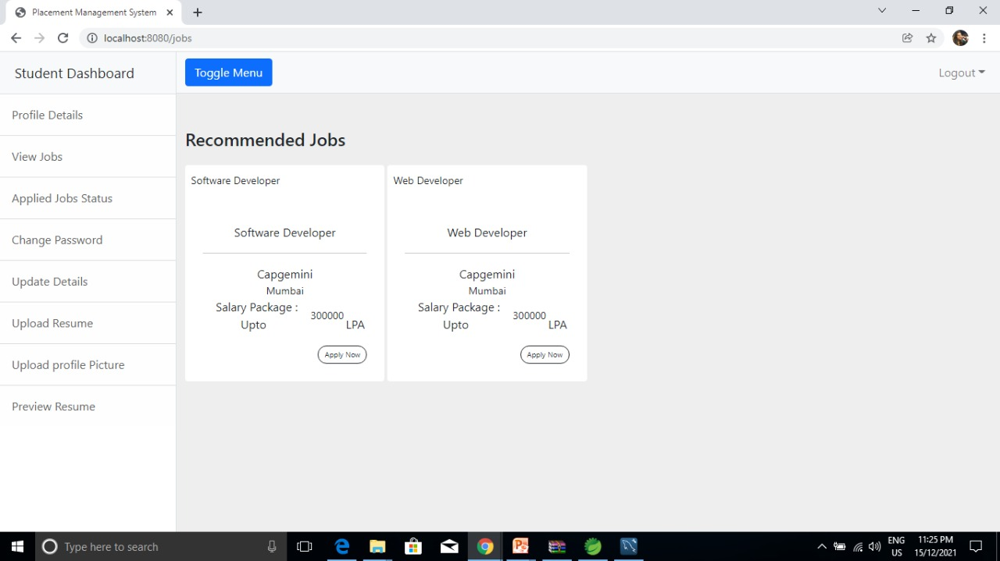 Placement Management System
localhost:8080/jobs
Student Dashboard
Toggle Menu
Logout
Profile Details
View Jobs
Applied Jobs Status
Change Password
Update Details
Upload Resume
Upload profile Picture
Preview Resume
Recommended Jobs
Software Developer
Software Developer
Capgemini
Mumbai
Salary Package :
Upto 300000 LPA
Apply Now
Web Developer
Web Developer
Capgemini
Mumbai
Salary Package :
Upto 300000 LPA
Apply Now
Type here to search
ENG
US
11:25 PM
15/12/2021